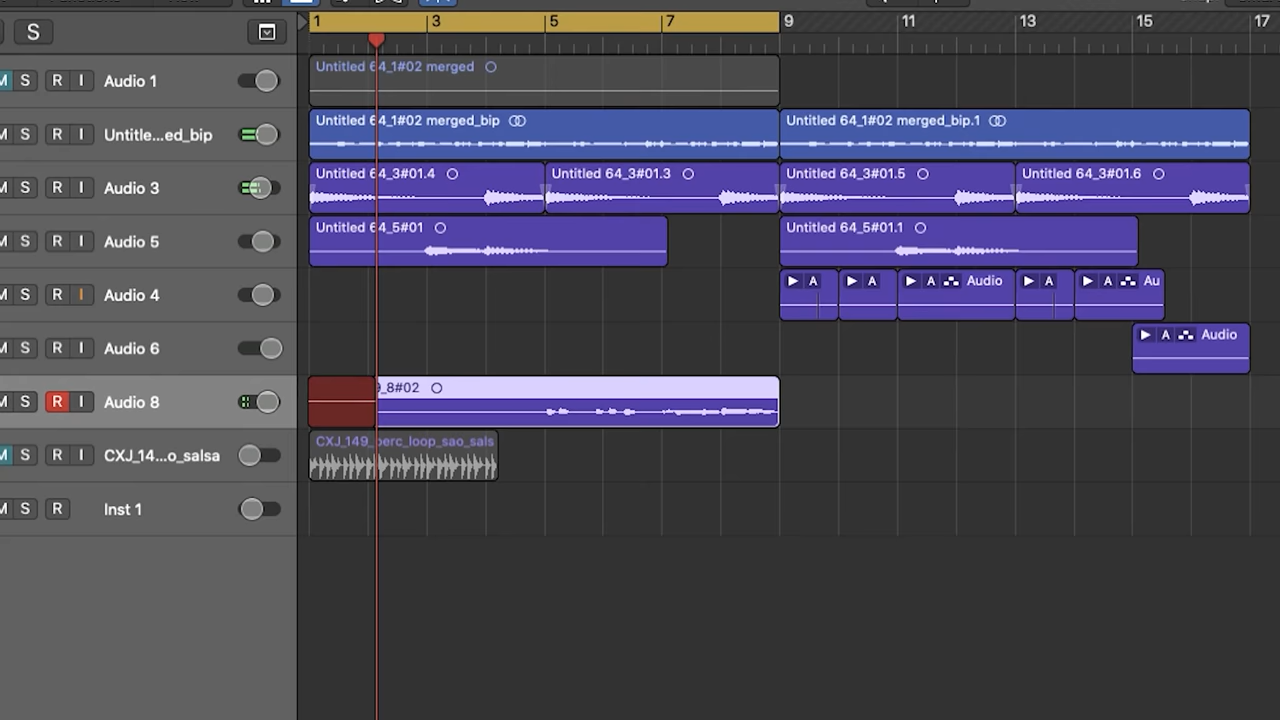 1 3 5 7 9 11 13 15 17
S
M S R I Audio 1
Untitled 64_1#02 merged
M S R I Untitle...ed_bip
Untitled 64_1#02 merged_bip
Untitled 64_1#02 merged_bip.1
M S R I Audio 3
Untitled 64_3#01.4
Untitled 64_3#01.3
Untitled 64_3#01.5
Untitled 64_3#01.6
M S R I Audio 5
Untitled 64_5#01
Untitled 64_5#01.1
M S R I Audio 4
A
A
A Audio
A
A Au
M S R I Audio 6
A Audio
M S R I Audio 8
9_8#02
M S R I CXJ_14...o_salsa
CXJ_149_perc_loop_sao_sals
M S R Inst 1